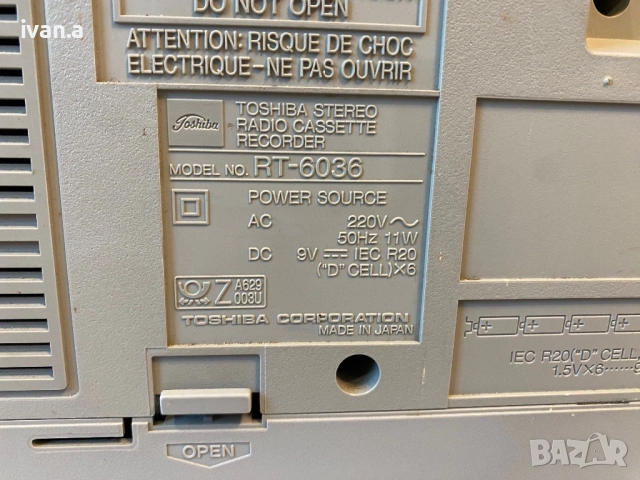 ivan.a
DO NOT OPEN
ATTENTION: RISQUE DE CHOC
ELECTRIQUE-NE PAS OUVRIR
Toshiba
TOSHIBA STEREO
RADIO CASSETTE
RECORDER
MODEL NO. RT-6036
POWER SOURCE
AC 220V~
50Hz 11W
DC 9V ⎓ IEC R20
("D" CELL)×6
Z A629
003U
TOSHIBA CORPORATION
MADE IN JAPAN
IEC R20("D" CELL
1.5V×6······9
OPEN
BAZAR